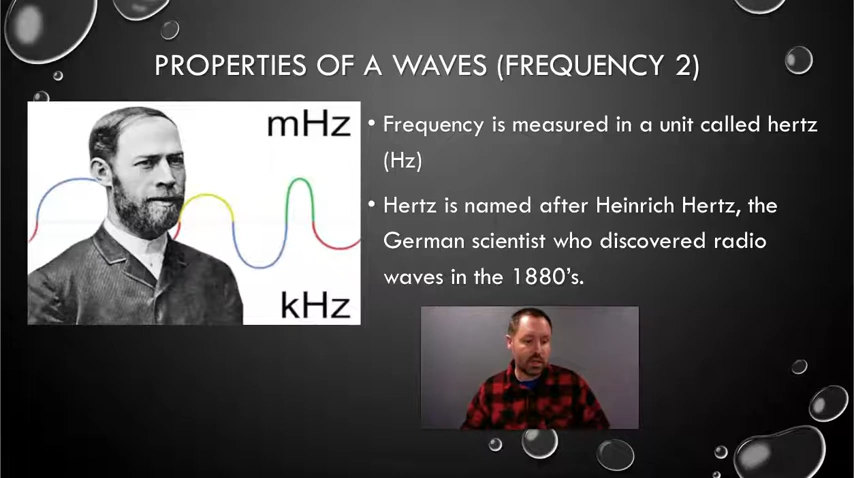 PROPERTIES OF A WAVES (FREQUENCY 2)
mHz
kHz
• Frequency is measured in a unit called hertz
(Hz)
• Hertz is named after Heinrich Hertz, the
German scientist who discovered radio
waves in the 1880’s.